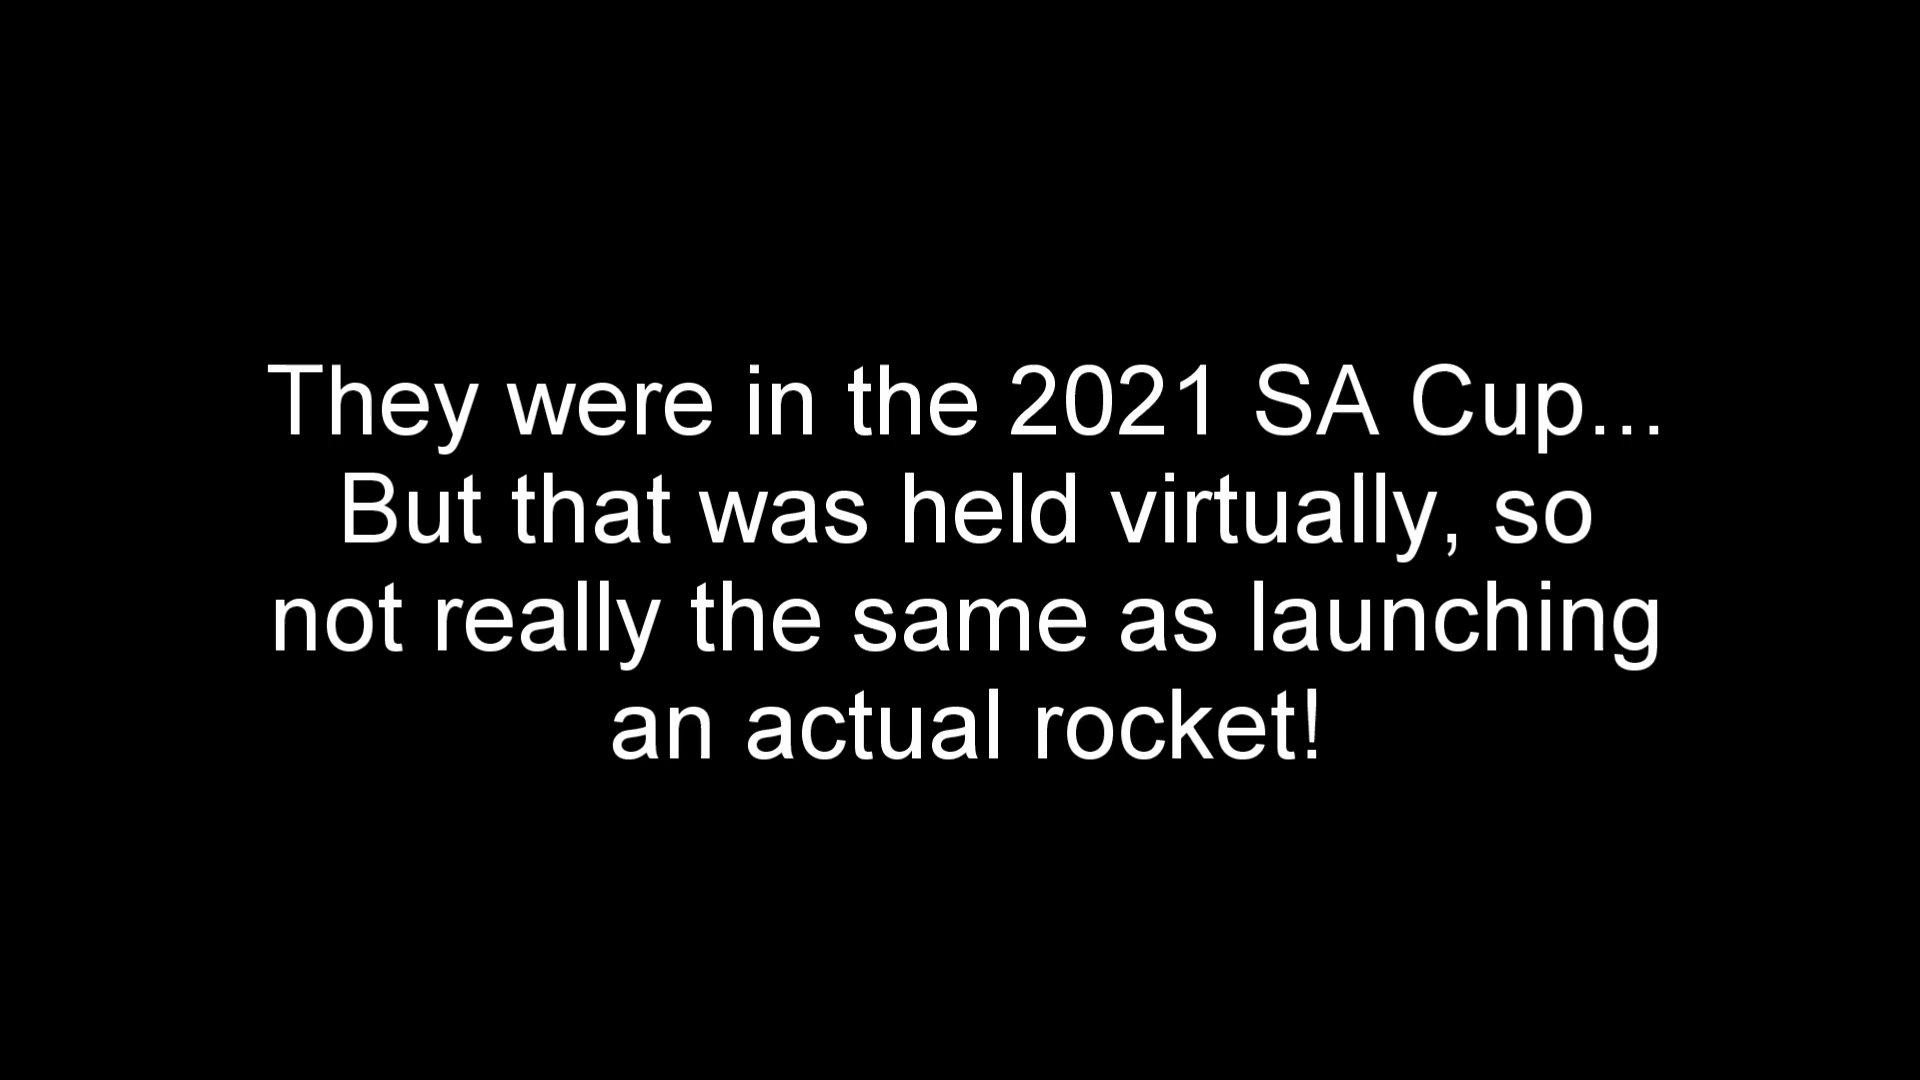 They were in the 2021 SA Cup...
But that was held virtually, so
not really the same as launching
an actual rocket!